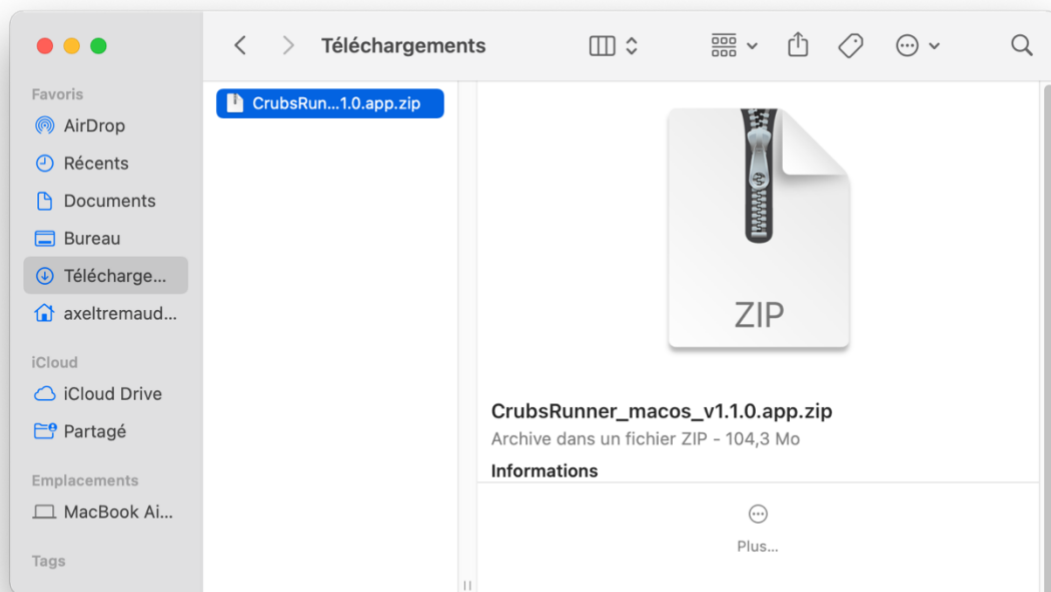 Téléchargements
Favoris
AirDrop
Récents
Documents
Bureau
Télécharge...
axeltremaud...
iCloud
iCloud Drive
Partagé
Emplacements
MacBook Ai...
Tags
CrubsRun...1.0.app.zip
ZIP
CrubsRunner_macos_v1.1.0.app.zip
Archive dans un fichier ZIP - 104,3 Mo
Informations
Plus...